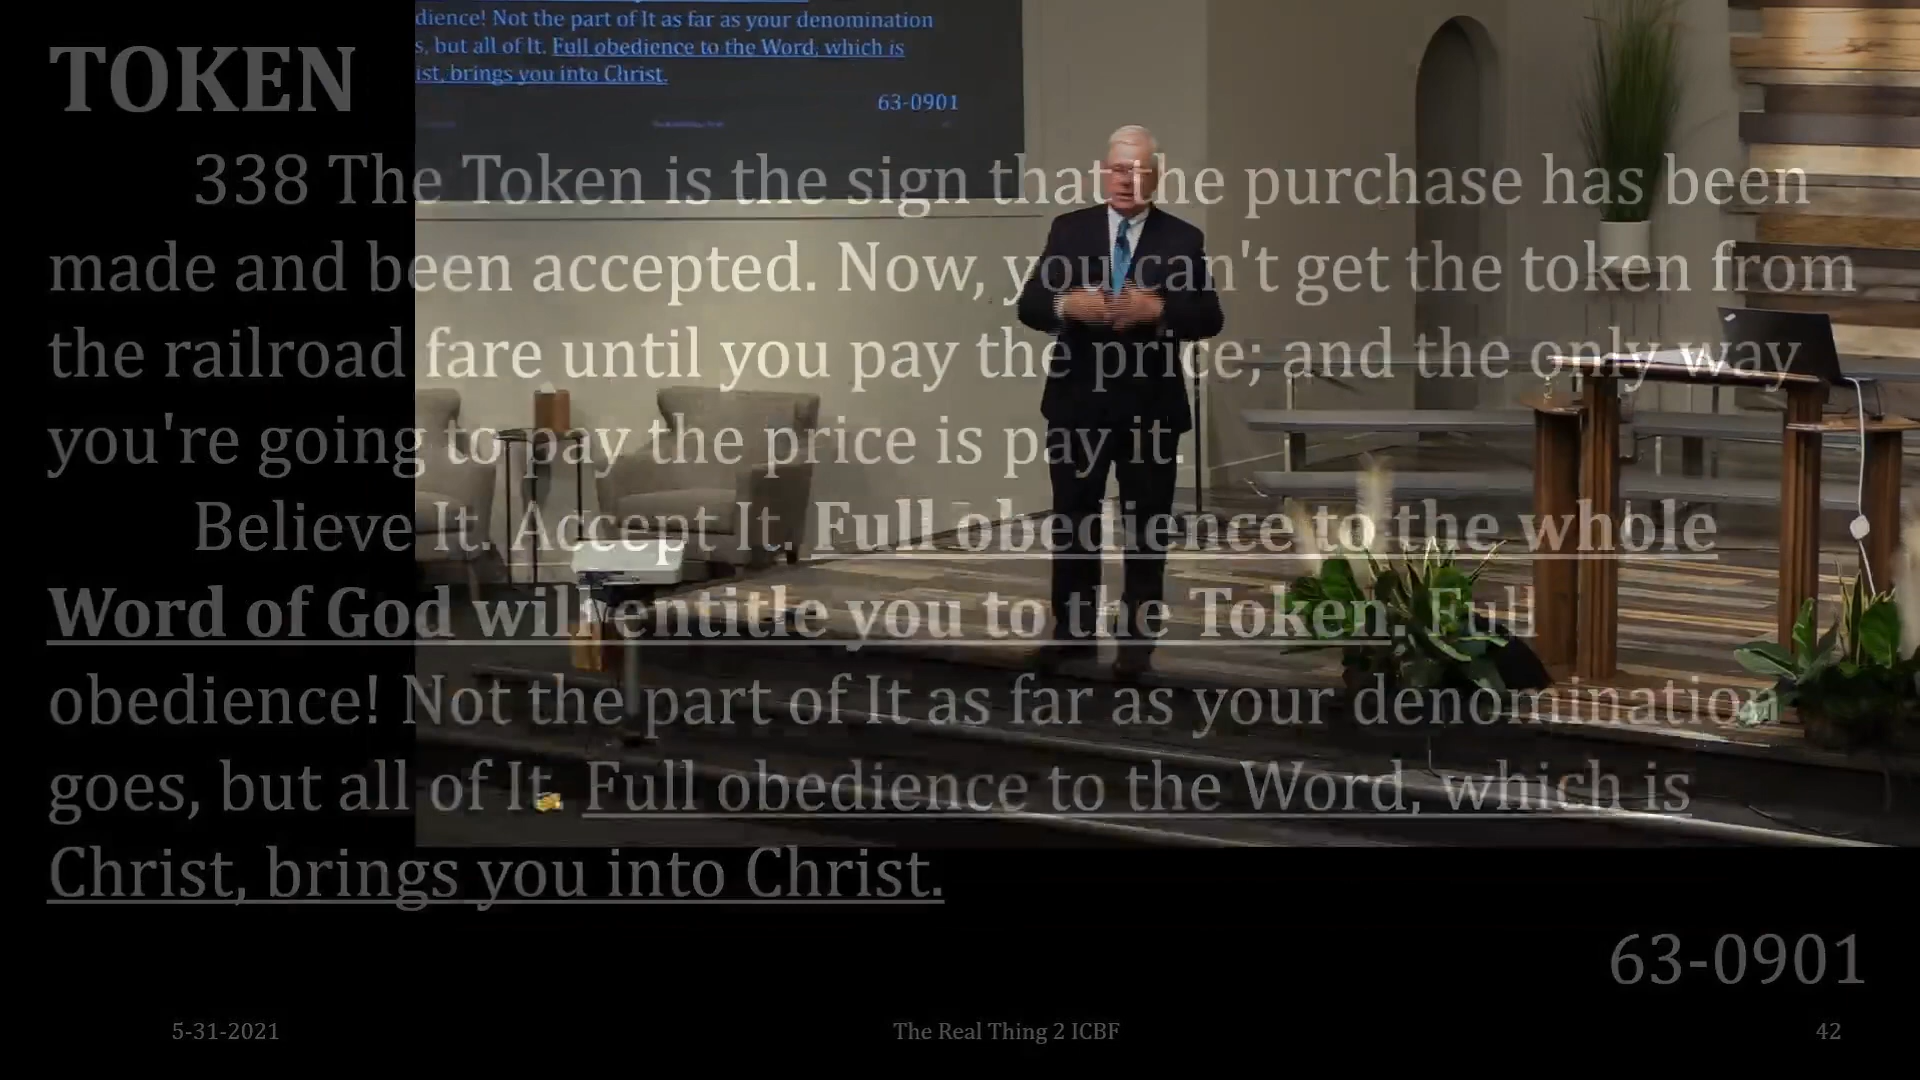 TOKEN
338 The Token is the sign that the purchase has been
made and been accepted. Now, you can't get the token from
the railroad fare until you pay the price; and the only way
you're going to pay the price is pay it.
Believe It. Accept It. Full obedience to the whole
Word of God will entitle you to the Token. Full
obedience! Not the part of It as far as your denomination
goes, but all of It. Full obedience to the Word, which is
Christ, brings you into Christ.
63-0901
5-31-2021
The Real Thing 2 ICBF
42
dience! Not the part of It as far as your denomination
s, but all of It. Full obedience to the Word, which is
ist, brings you into Christ.
63-0901